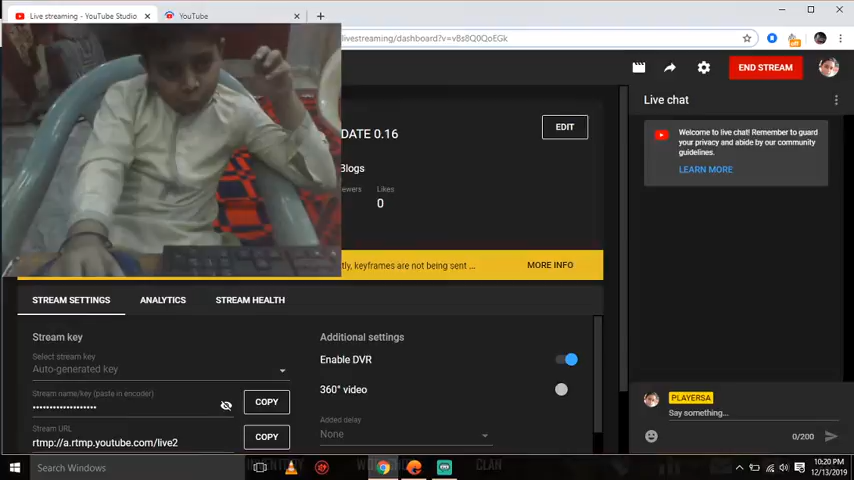 Live streaming - YouTube Studio
YouTube
livestreaming/dashboard?v=vBs8Q0QoEGk
off
END STREAM
DATE 0.16
EDIT
Blogs
ewers
Likes
0
tly, keyframes are not being sent ...
MORE INFO
STREAM SETTINGS
ANALYTICS
STREAM HEALTH
Stream key
Select stream key
Auto-generated key
Stream name/key (paste in encoder)
COPY
Stream URL
rtmp://a.rtmp.youtube.com/live2
COPY
Additional settings
Enable DVR
360° video
Added delay
None
Live chat
Welcome to live chat! Remember to guard
your privacy and abide by our community
guidelines.
LEARN MORE
PLAYERSA
Say something...
0/200
Search Windows
CLAN
10:20 PM
12/13/2019